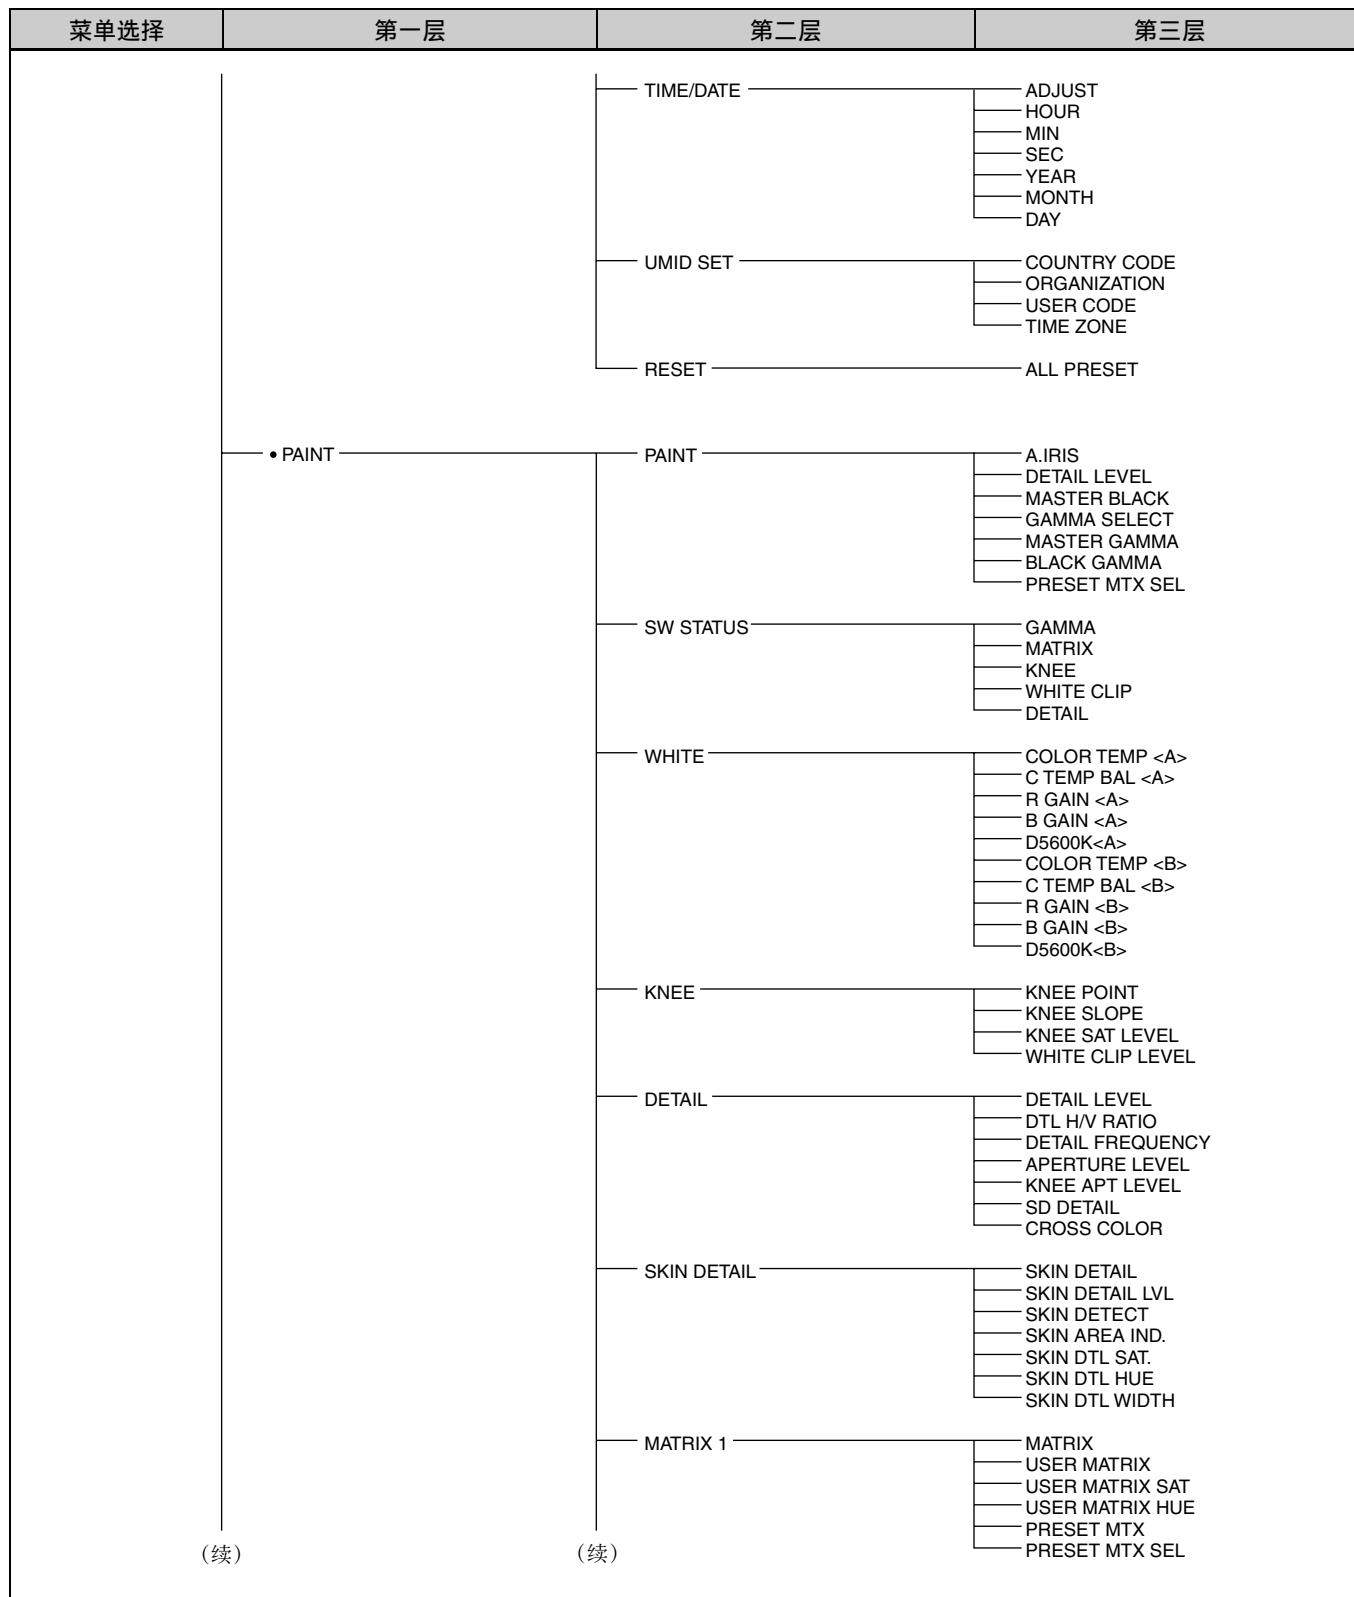 菜单选择 第一层 第二层 第三层
TIME/DATE ADJUST
HOUR
MIN
SEC
YEAR
MONTH
DAY
UMID SET COUNTRY CODE
ORGANIZATION
USER CODE
TIME ZONE
RESET ALL PRESET
• PAINT PAINT A.IRIS
DETAIL LEVEL
MASTER BLACK
GAMMA SELECT
MASTER GAMMA
BLACK GAMMA
PRESET MTX SEL
SW STATUS GAMMA
MATRIX
KNEE
WHITE CLIP
DETAIL
WHITE COLOR TEMP <A>
C TEMP BAL <A>
R GAIN <A>
B GAIN <A>
D5600K<A>
COLOR TEMP <B>
C TEMP BAL <B>
R GAIN <B>
B GAIN <B>
D5600K<B>
KNEE KNEE POINT
KNEE SLOPE
KNEE SAT LEVEL
WHITE CLIP LEVEL
DETAIL DETAIL LEVEL
DTL H/V RATIO
DETAIL FREQUENCY
APERTURE LEVEL
KNEE APT LEVEL
SD DETAIL
CROSS COLOR
SKIN DETAIL SKIN DETAIL
SKIN DETAIL LVL
SKIN DETECT
SKIN AREA IND.
SKIN DTL SAT.
SKIN DTL HUE
SKIN DTL WIDTH
MATRIX 1 MATRIX
USER MATRIX
USER MATRIX SAT
USER MATRIX HUE
PRESET MTX
PRESET MTX SEL
(续) (续)